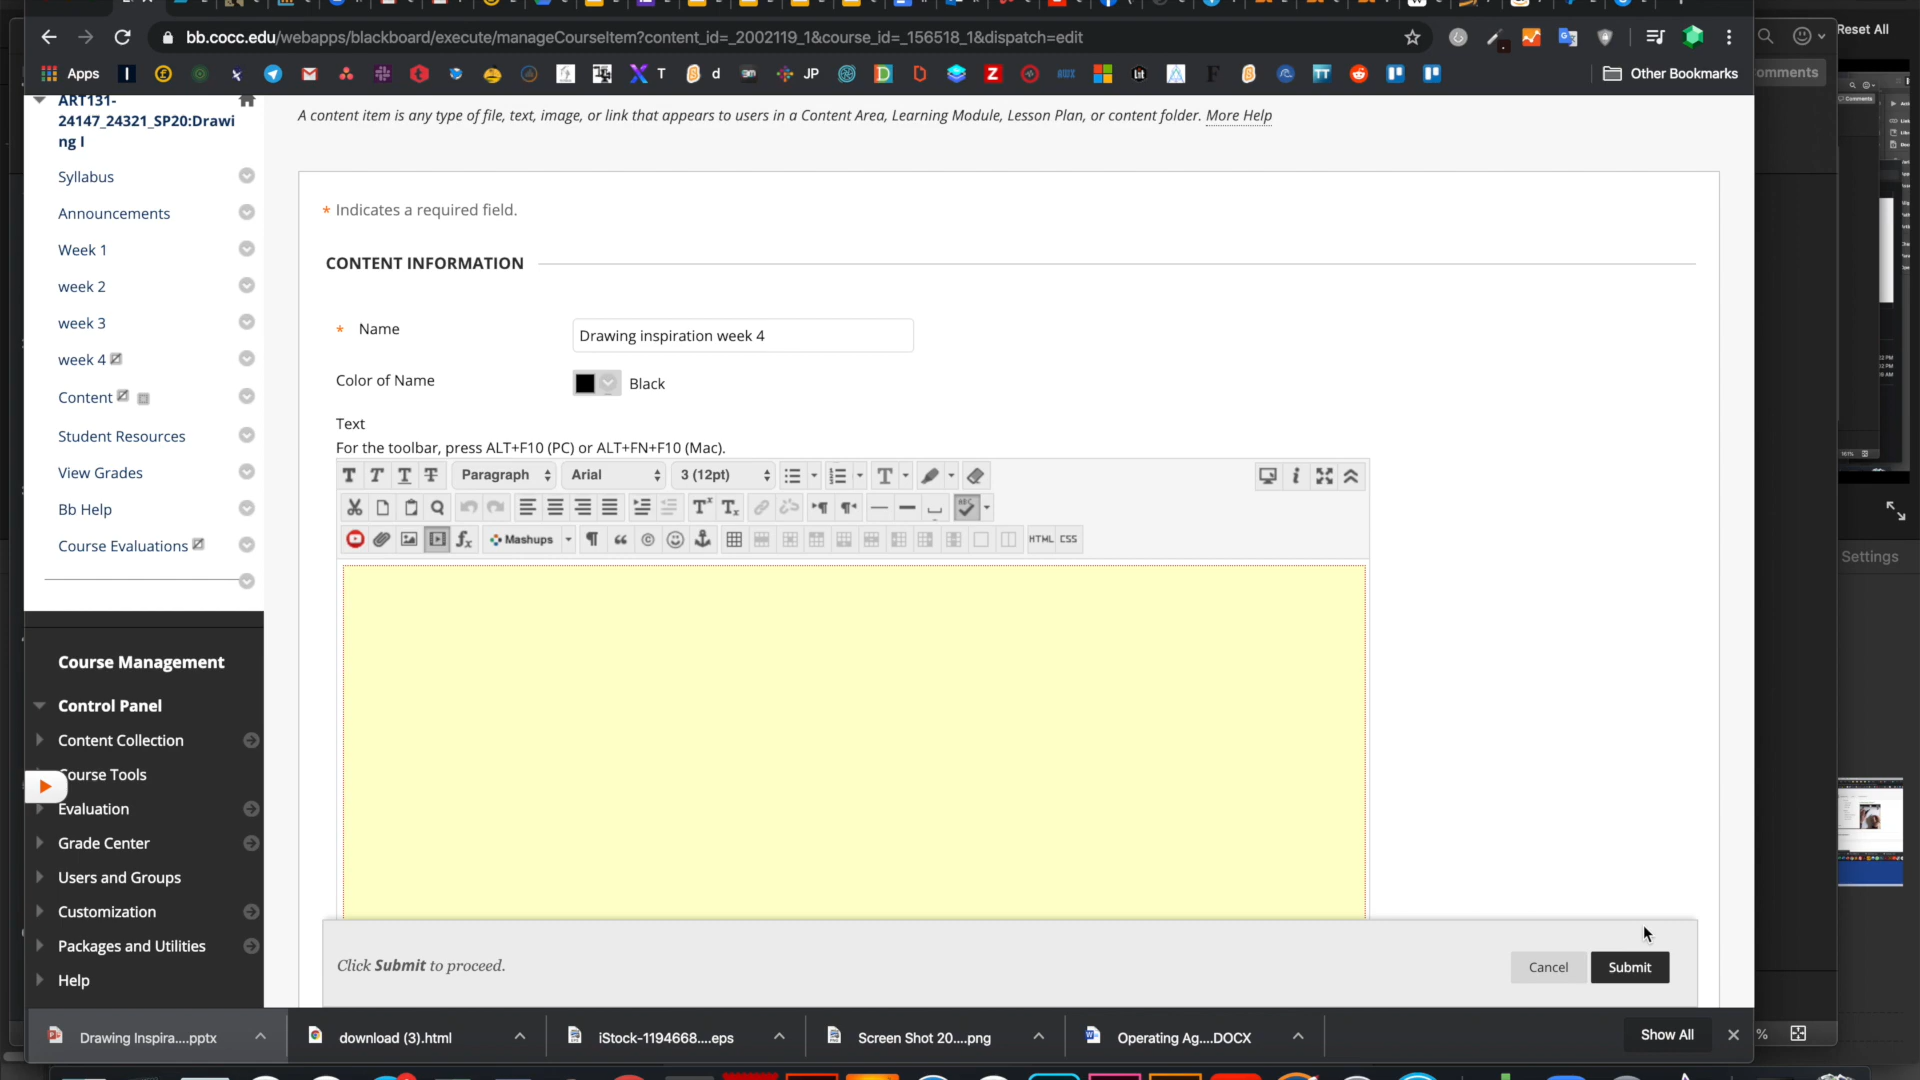 Reset All
bb.cocc.edu/webapps/blackboard/execute/manageCourseItem?content_id=_2002119_1&course_id=_156518_1&dispatch=edit
Apps
T
d
JP
Other Bookmarks
omments
ART131-
24147_24321_SP20:Drawi
ng I
A content item is any type of file, text, image, or link that appears to users in a Content Area, Learning Module, Lesson Plan, or content folder. More Help
Syllabus
Announcements
Week 1
week 2
week 3
week 4
Content
Student Resources
View Grades
Bb Help
Course Evaluations
* Indicates a required field.
CONTENT INFORMATION
* Name
Drawing inspiration week 4
Color of Name
Black
Text
For the toolbar, press ALT+F10 (PC) or ALT+FN+F10 (Mac).
Paragraph
Arial
3 (12pt)
Mashups
HTML CSS
Settings
Course Management
Control Panel
Content Collection
Course Tools
Evaluation
Grade Center
Users and Groups
Customization
Packages and Utilities
Help
Click Submit to proceed.
Cancel
Submit
Drawing Inspira....pptx
download (3).html
iStock-1194668....eps
Screen Shot 20....png
Operating Ag....DOCX
Show All
%